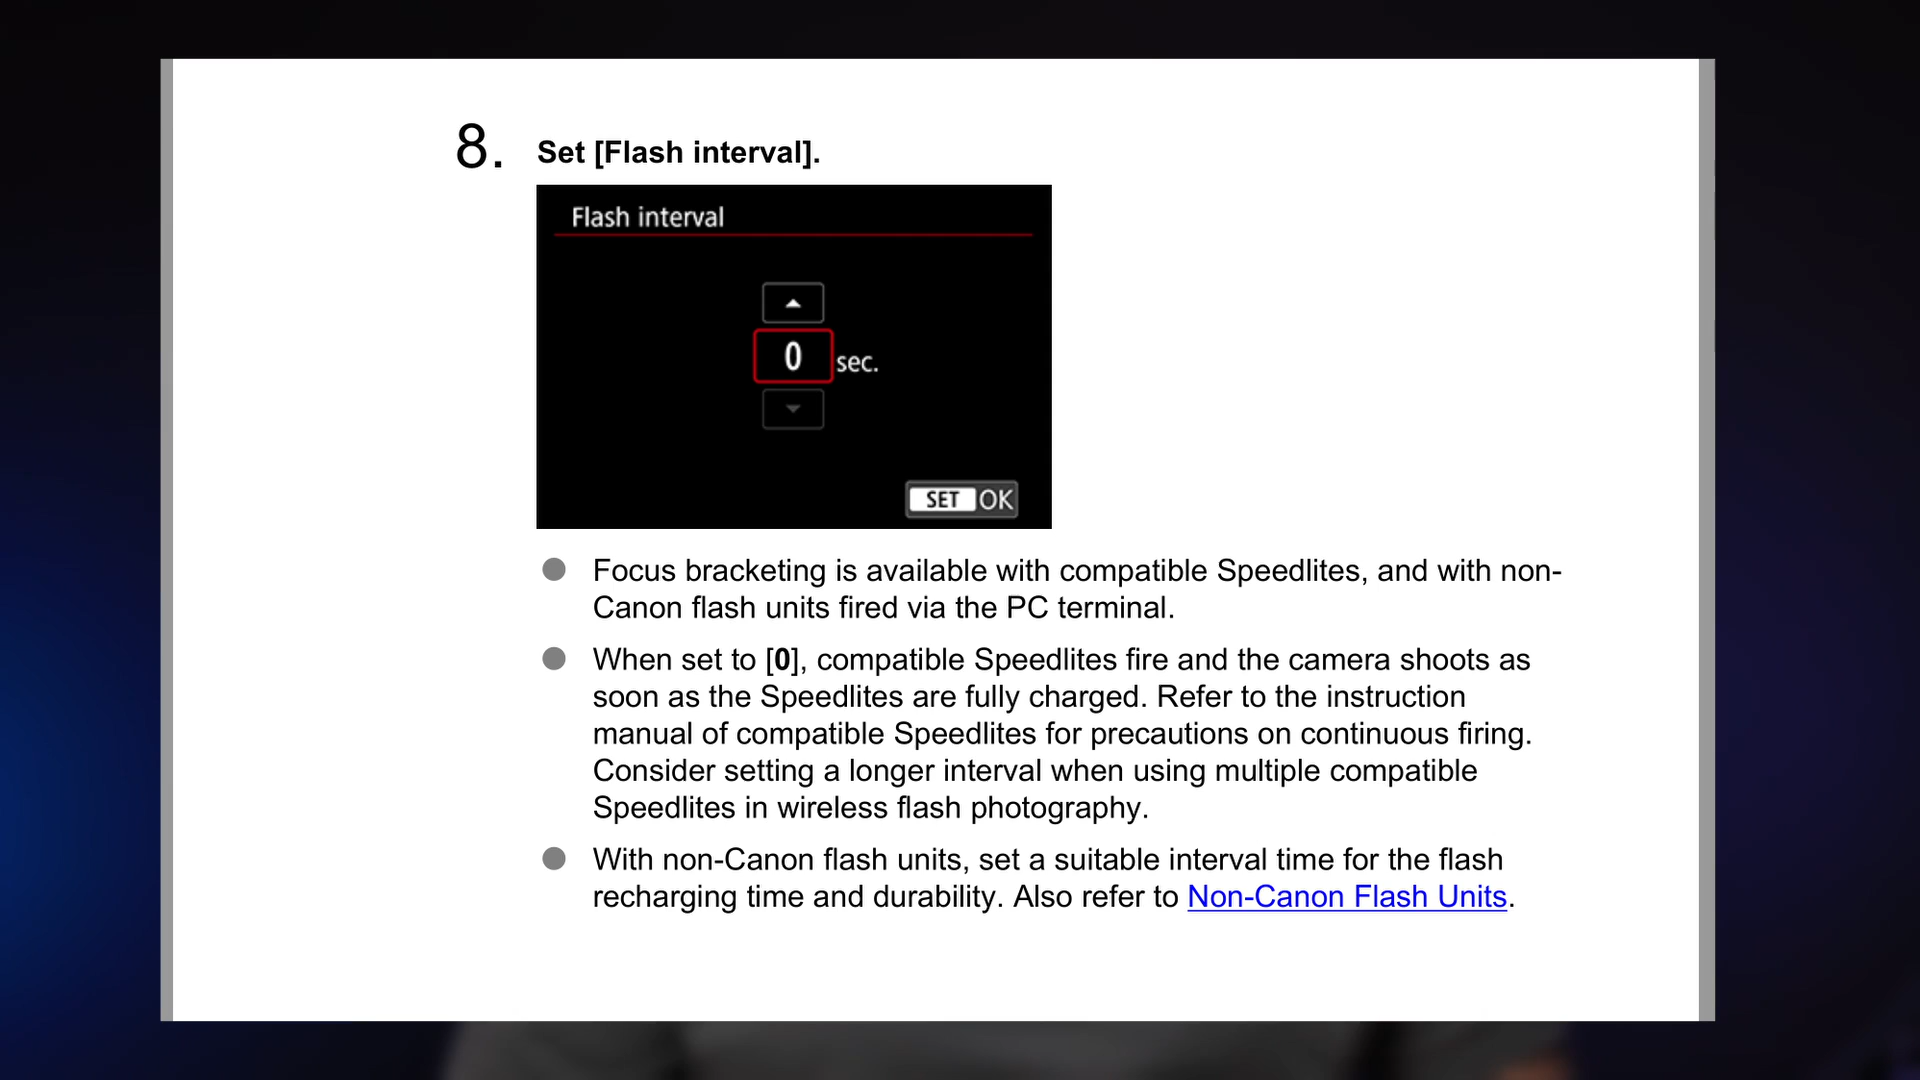 8. Set [Flash interval].
Flash interval
0 sec.
SET OK
Focus bracketing is available with compatible Speedlites, and with non-
Canon flash units fired via the PC terminal.
When set to [0], compatible Speedlites fire and the camera shoots as
soon as the Speedlites are fully charged. Refer to the instruction
manual of compatible Speedlites for precautions on continuous firing.
Consider setting a longer interval when using multiple compatible
Speedlites in wireless flash photography.
With non-Canon flash units, set a suitable interval time for the flash
recharging time and durability. Also refer to Non-Canon Flash Units.